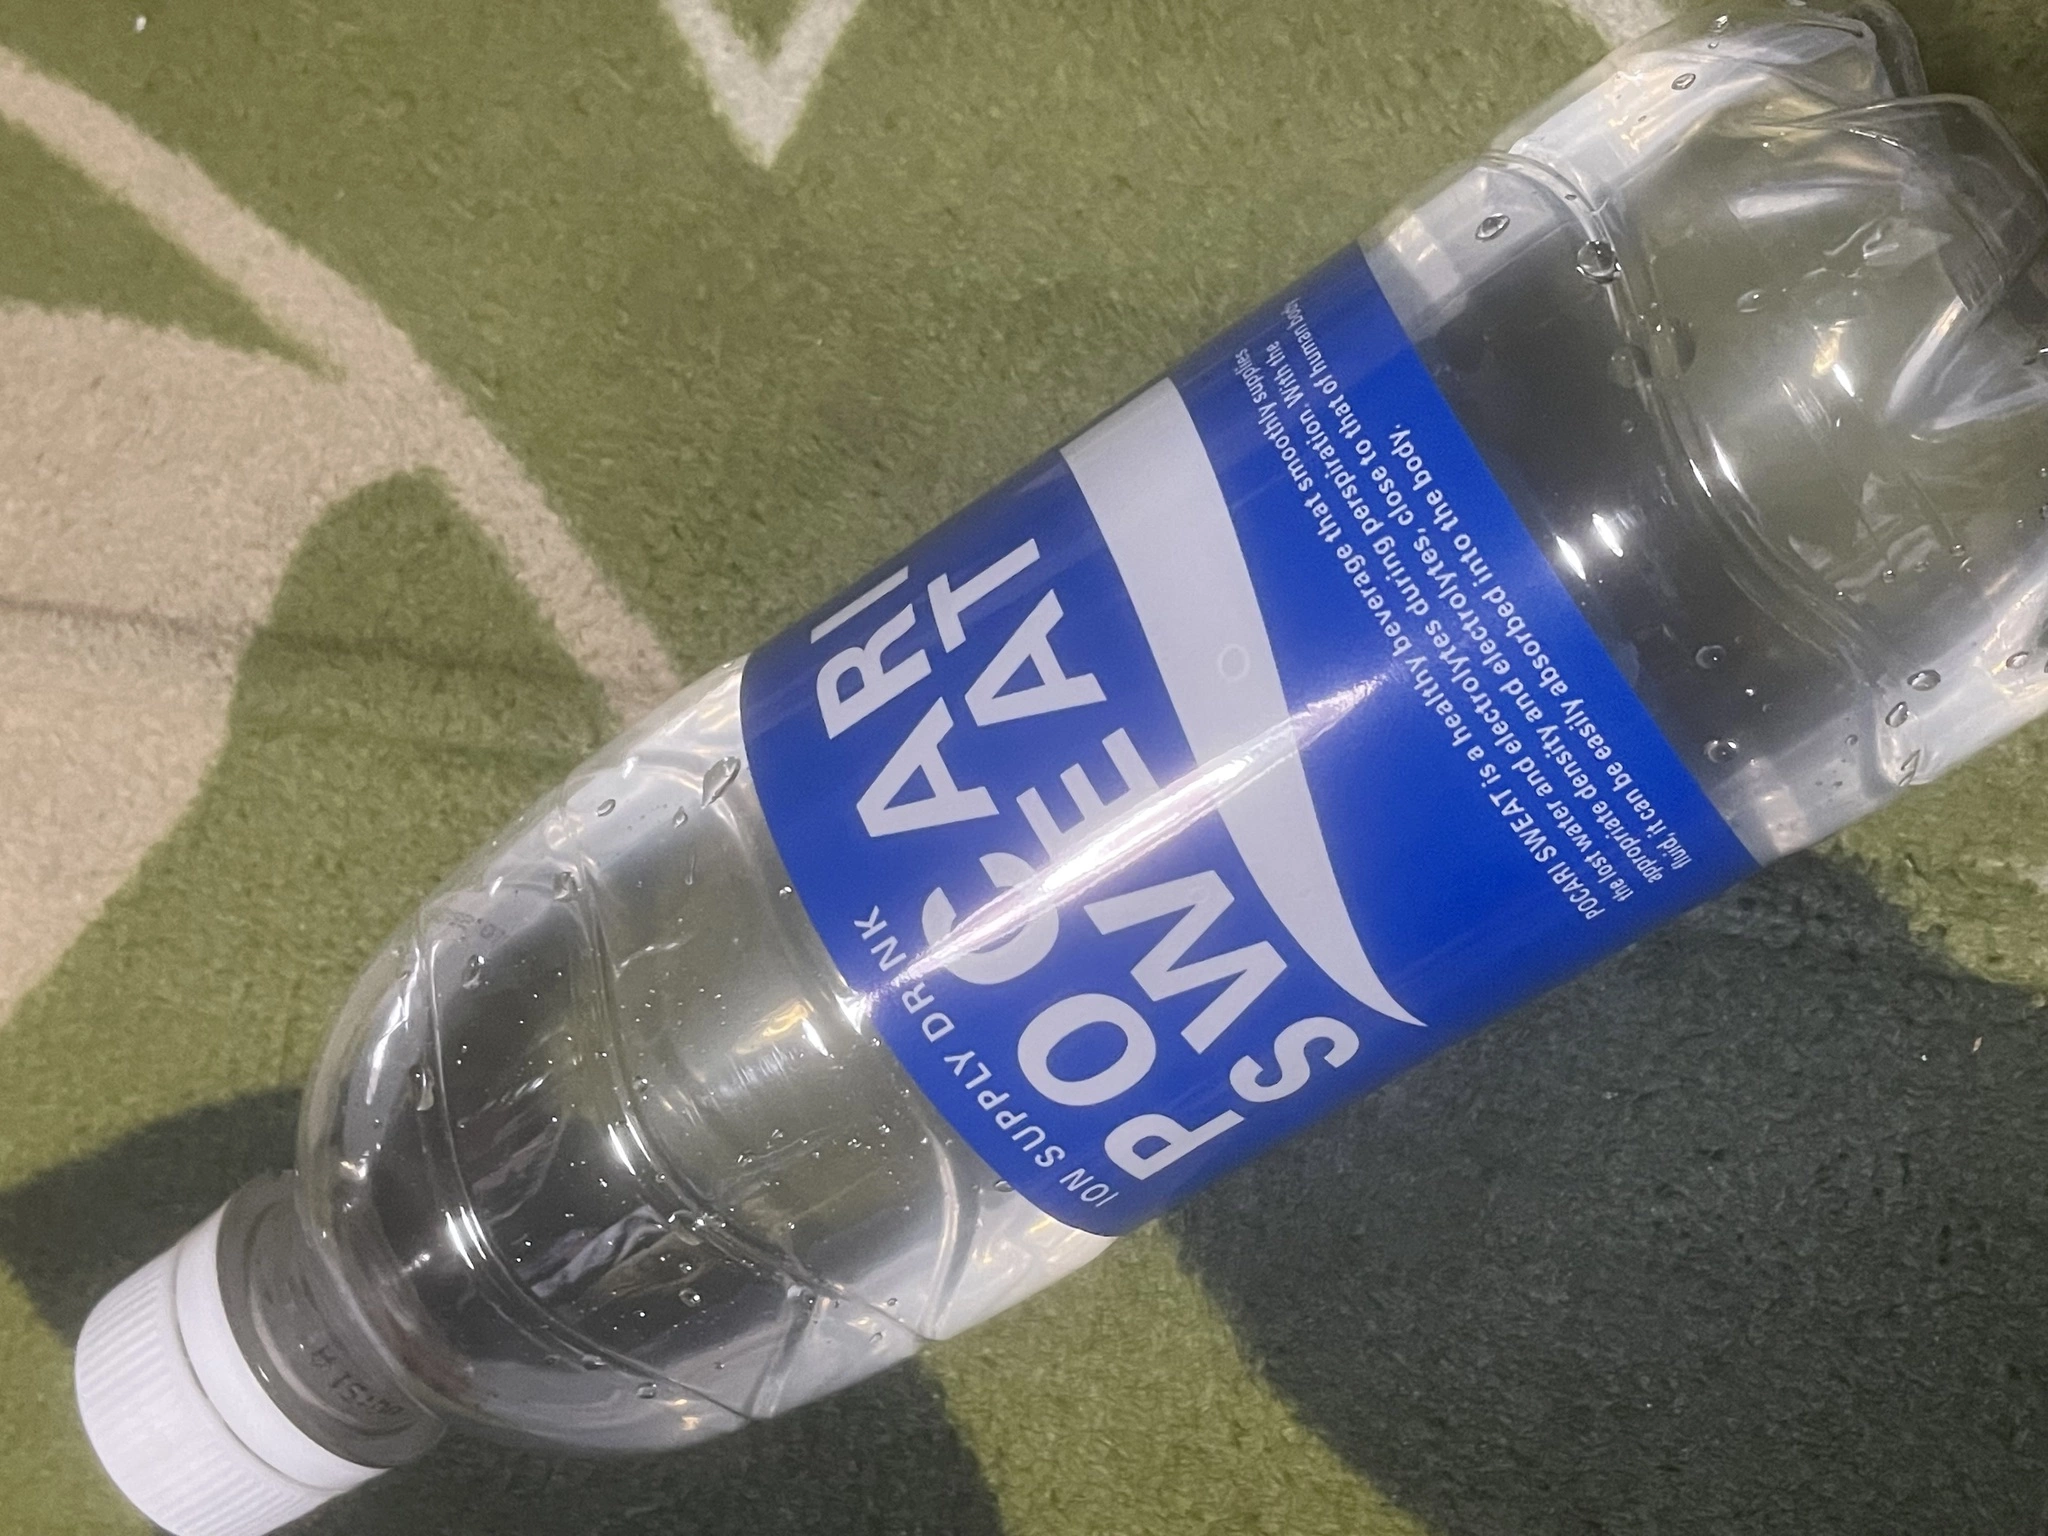 ION SUPPLY DRINK
POCARI
SWEAT
POCARI SWEAT is a healthy beverage that smoothly supplies
the lost water and electrolytes during perspiration. With the
appropriate density and electrolytes, close to that of human body
fluid, it can be easily absorbed into the body.